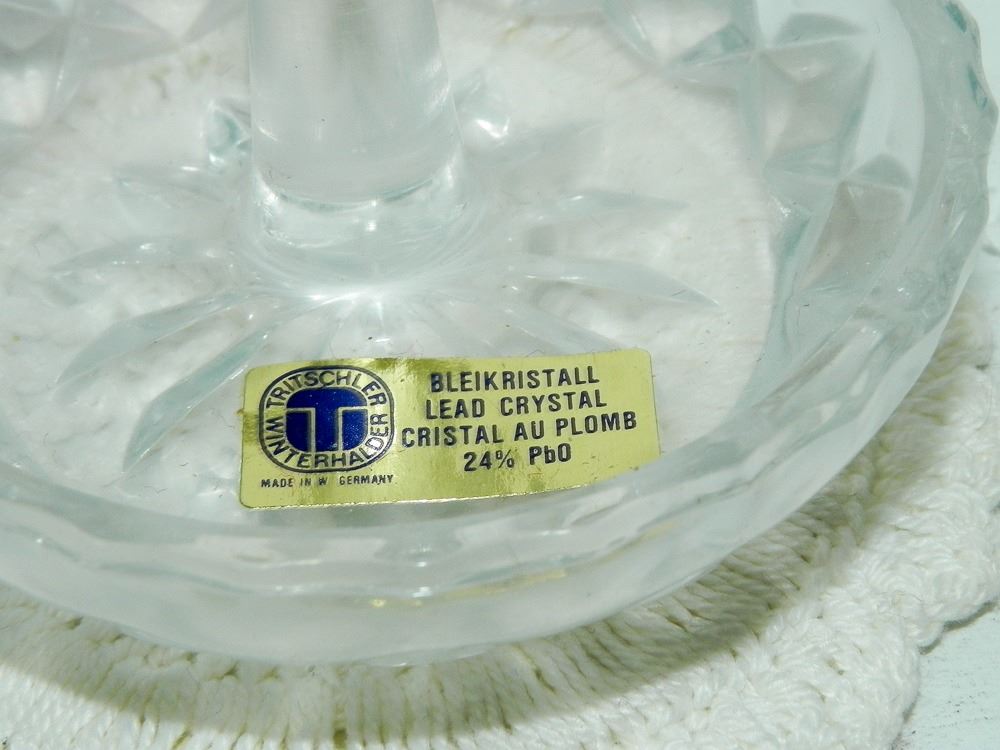 TRITSCHLER
WINTERHALDER
MADE IN W GERMANY
BLEIKRISTALL
LEAD CRYSTAL
CRISTAL AU PLOMB
24% PbO